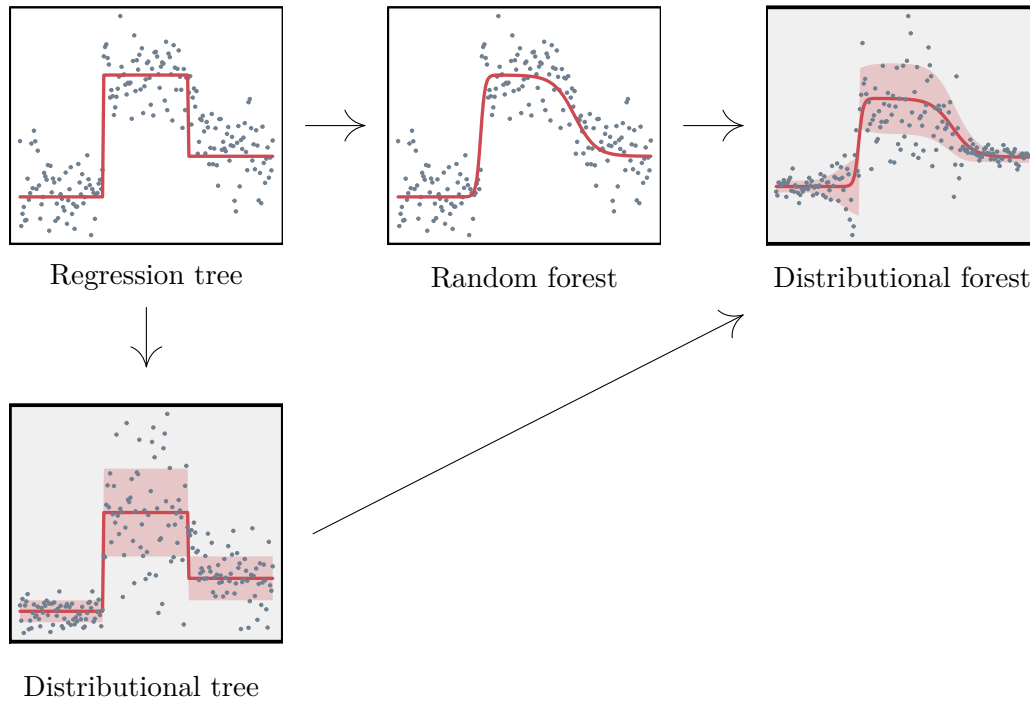 Regression tree
Random forest
Distributional forest
Distributional tree